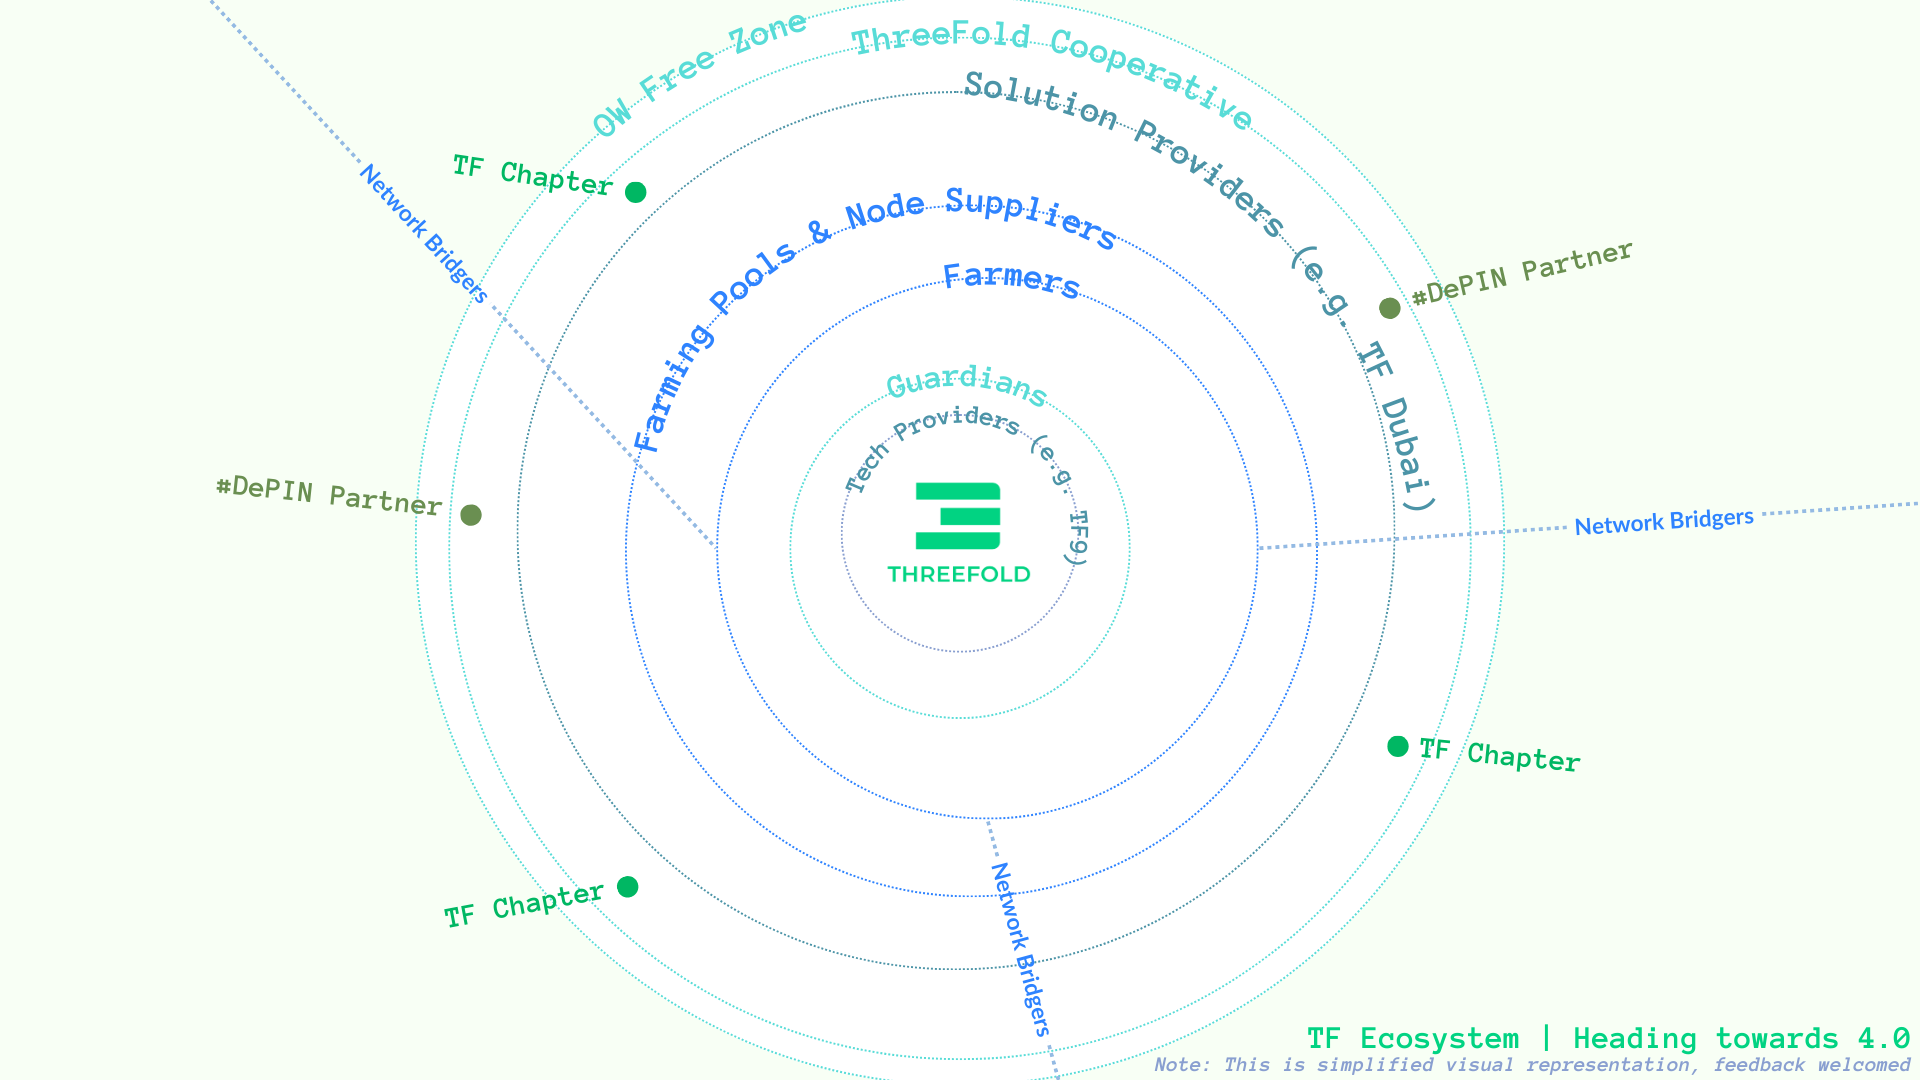 OW Free Zone
ThreeFold Cooperative
Solution Providers (e.g. TF Dubai)
TF Chapter
Network Bridgers
Farming Pools & Node Suppliers
Farmers
#DePIN Partner
Guardians
Tech Providers (e.g. TF9)
#DePIN Partner
THREEFOLD
Network Bridgers
TF Chapter
TF Chapter
Network Bridgers
TF Ecosystem | Heading towards 4.0
Note: This is simplified visual representation, feedback welcomed